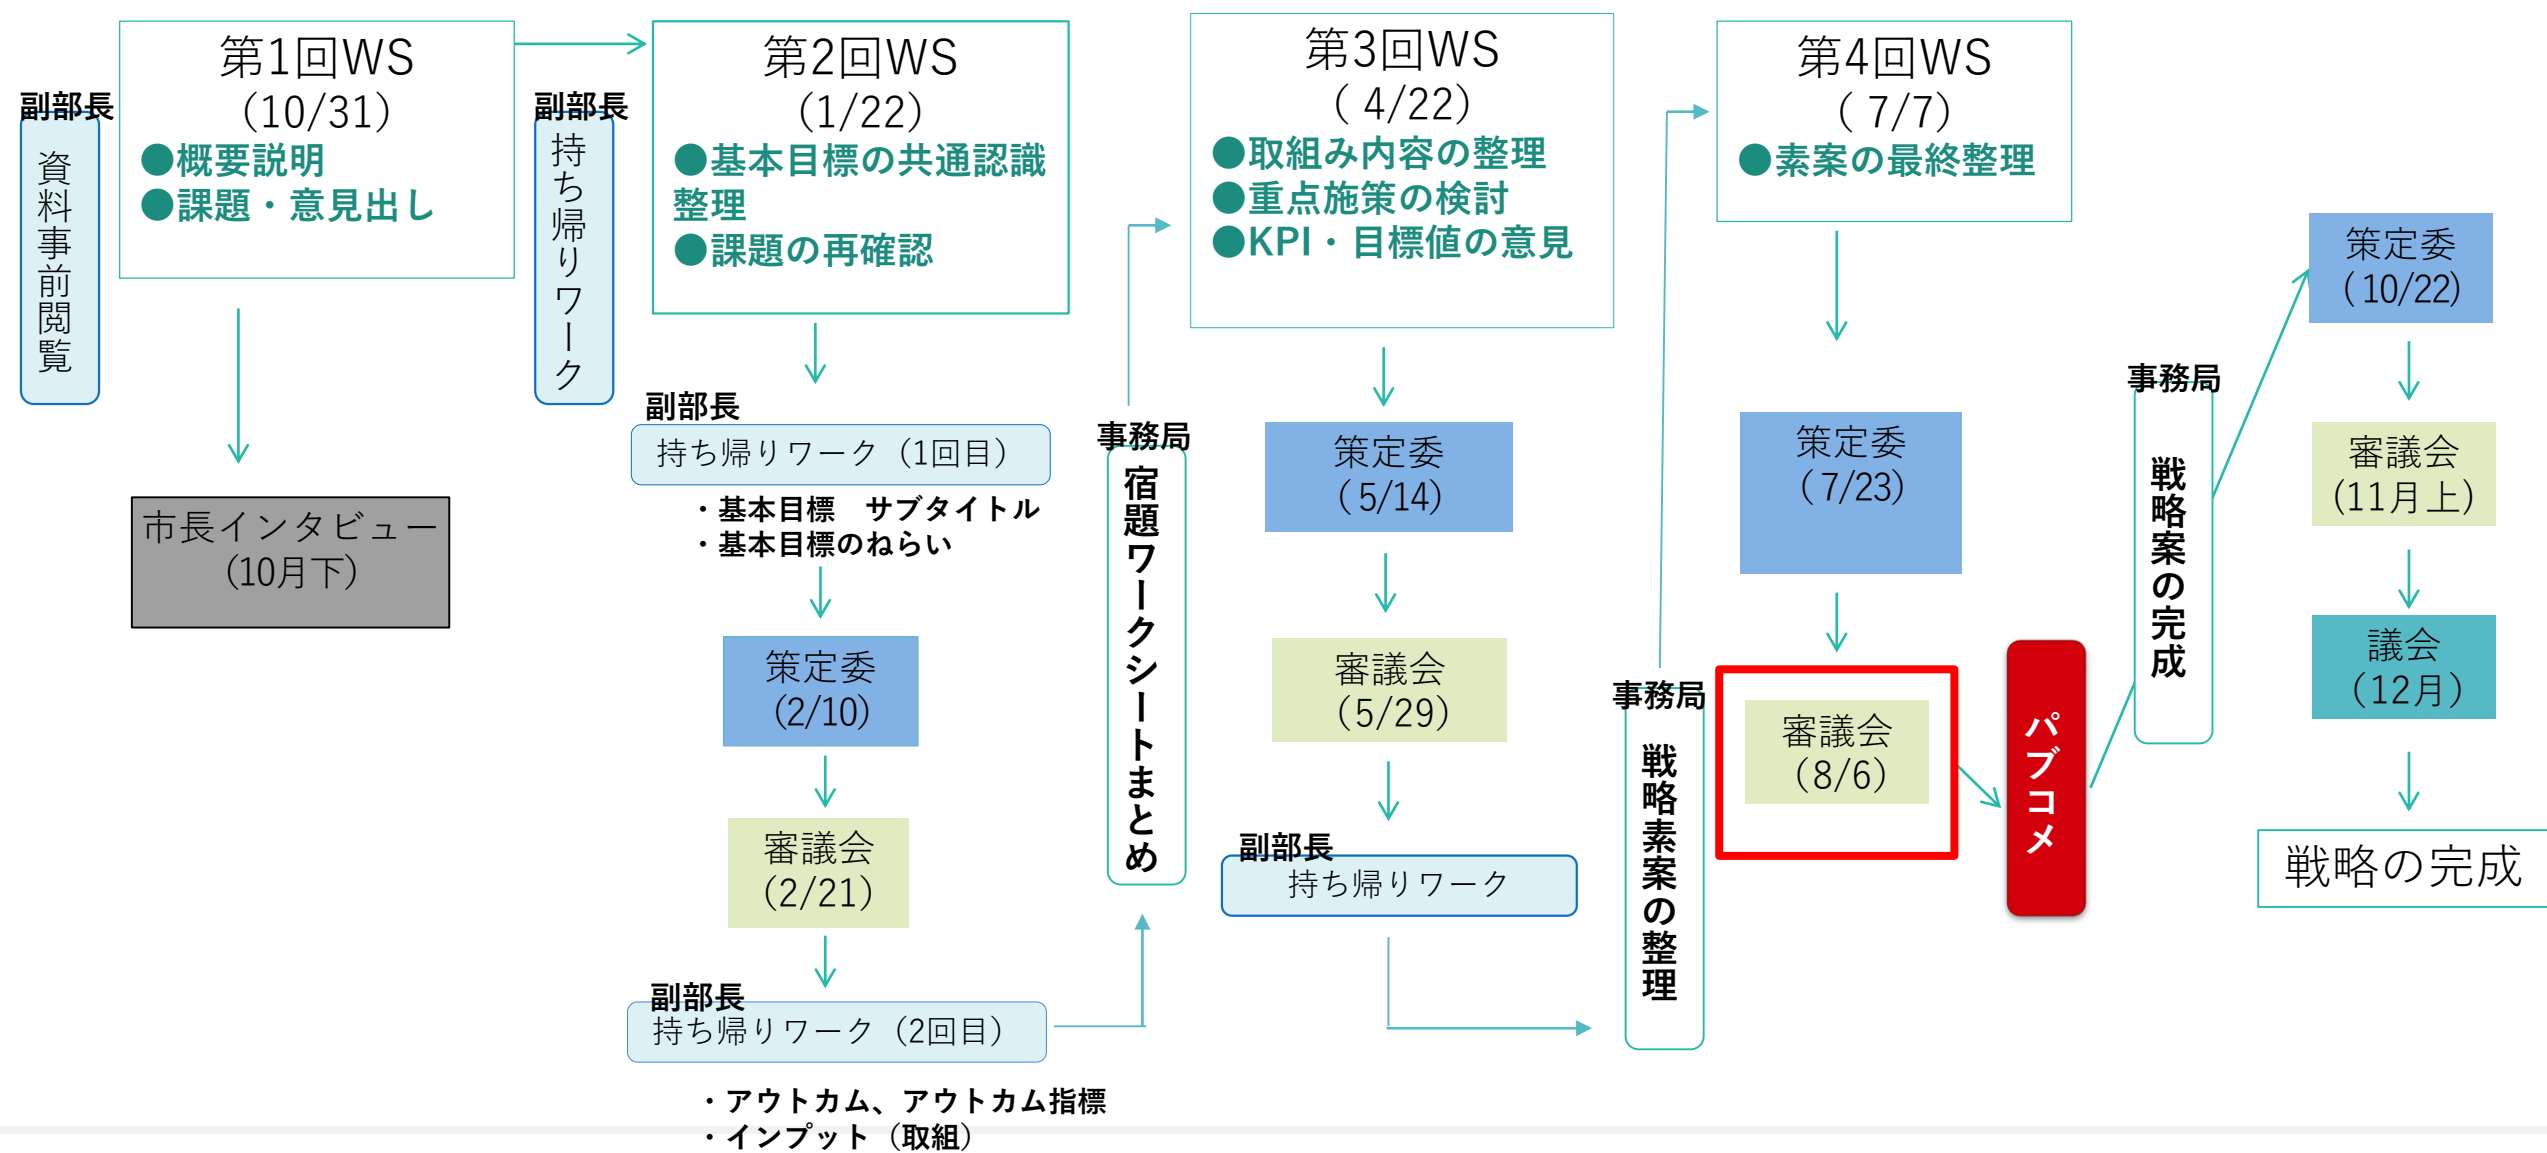 副部長
資料事前閲覧
第1回WS
(10/31)
●概要説明
●課題・意見出し
市長インタビュー
(10月下)
副部長
持ち帰りワーク
第2回WS
(1/22)
●基本目標の共通認識
整理
●課題の再確認
副部長
持ち帰りワーク（1回目）
・基本目標　サブタイトル
・基本目標のねらい
策定委
(2/10)
審議会
(2/21)
副部長
持ち帰りワーク（2回目）
・アウトカム、アウトカム指標
・インプット（取組）
事務局
宿題ワークシートまとめ
第3回WS
( 4/22)
●取組み内容の整理
●重点施策の検討
●KPI・目標値の意見
策定委
( 5/14)
審議会
(5/29)
副部長
持ち帰りワーク
事務局
戦略素案の整理
第4回WS
( 7/7)
●素案の最終整理
策定委
( 7/23)
審議会
(8/6)
パブコメ
事務局
戦略案の完成
策定委
( 10/22)
審議会
(11月上)
議会
(12月)
戦略の完成